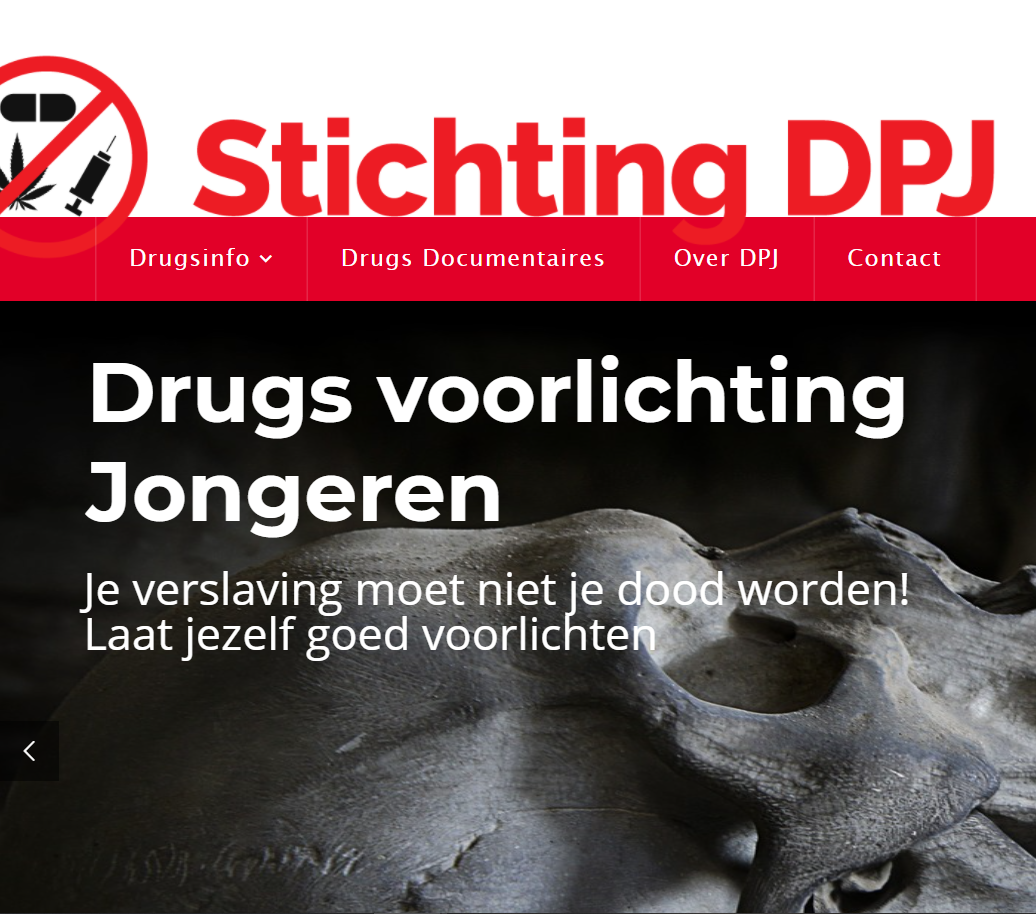 Stichting DPJ
Drugsinfo
Drugs Documentaires
Over DPJ
Contact
Drugs voorlichting
Jongeren
Je verslaving moet niet je dood worden!
Laat jezelf goed voorlichten